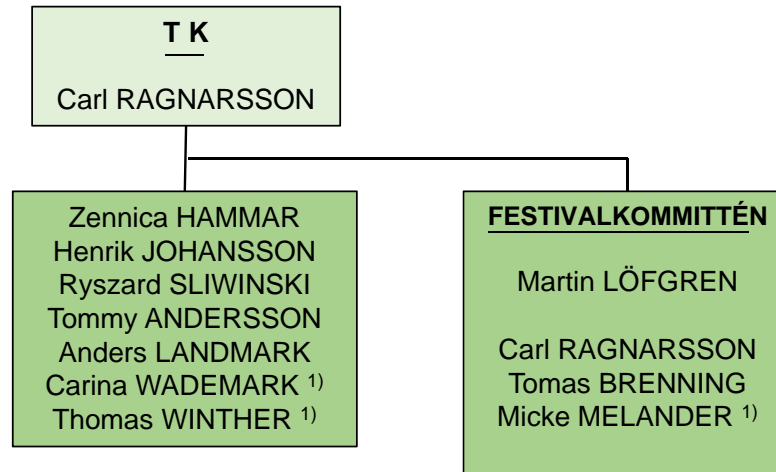 T K
Carl RAGNARSSON
Zennica HAMMAR
Henrik JOHANSSON
Ryszard SLIWINSKI
Tommy ANDERSSON
Anders LANDMARK
Carina WADEMARK 1)
Thomas WINTHER 1)
FESTIVALKOMMITTÉN
Martin LÖFGREN
Carl RAGNARSSON
Tomas BRENNING
Micke MELANDER 1)